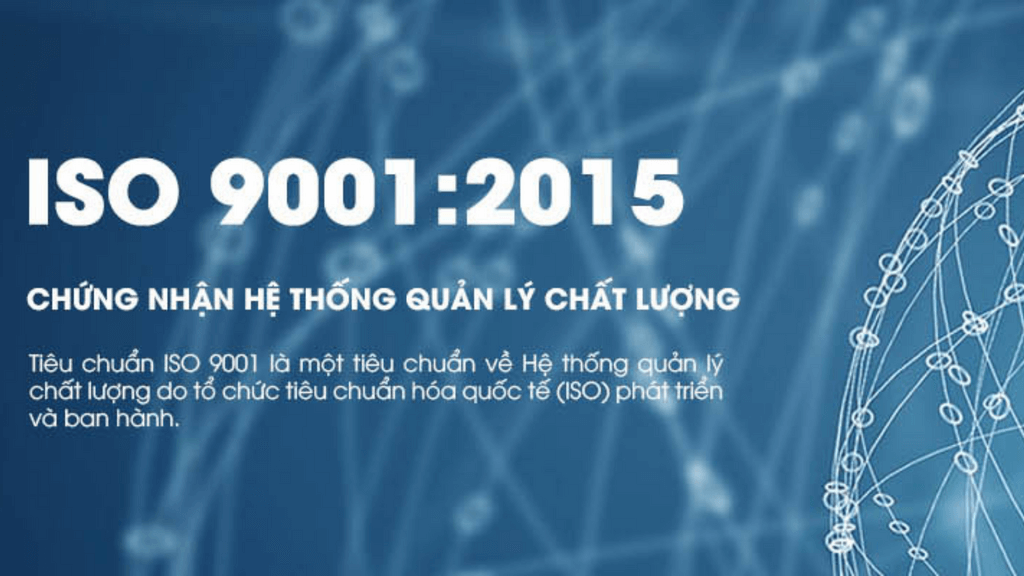 ISO 9001:2015
CHỨNG NHẬN HỆ THỐNG QUẢN LÝ CHẤT LƯỢNG
Tiêu chuẩn ISO 9001 là một tiêu chuẩn về Hệ thống quản lý
chất lượng do tổ chức tiêu chuẩn hóa quốc tế (ISO) phát triển
và ban hành.